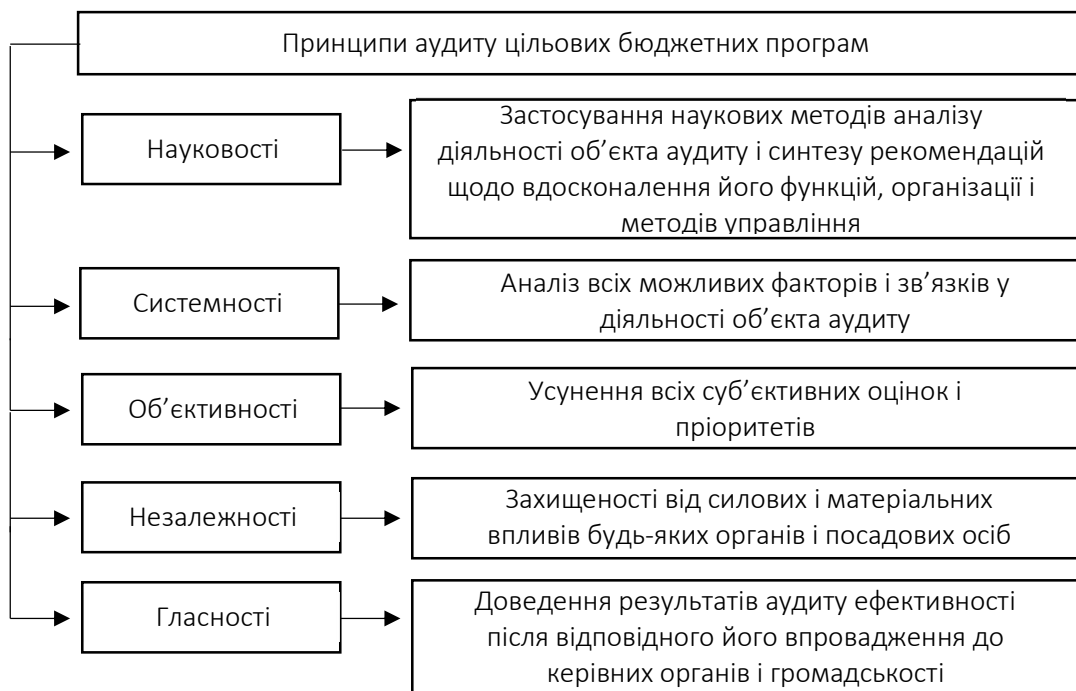 Принципи аудиту цільових бюджетних програм
Науковості
Застосування наукових методів аналізу
діяльності об’єкта аудиту і синтезу рекомендацій
щодо вдосконалення його функцій, організації і
методів управління
Системності
Аналіз всіх можливих факторів і зв’язків у
діяльності об’єкта аудиту
Об’єктивності
Усунення всіх суб’єктивних оцінок і
пріоритетів
Незалежності
Захищеності від силових і матеріальних
впливів будь-яких органів і посадових осіб
Гласності
Доведення результатів аудиту ефективності
після відповідного його впровадження до
керівних органів і громадськості